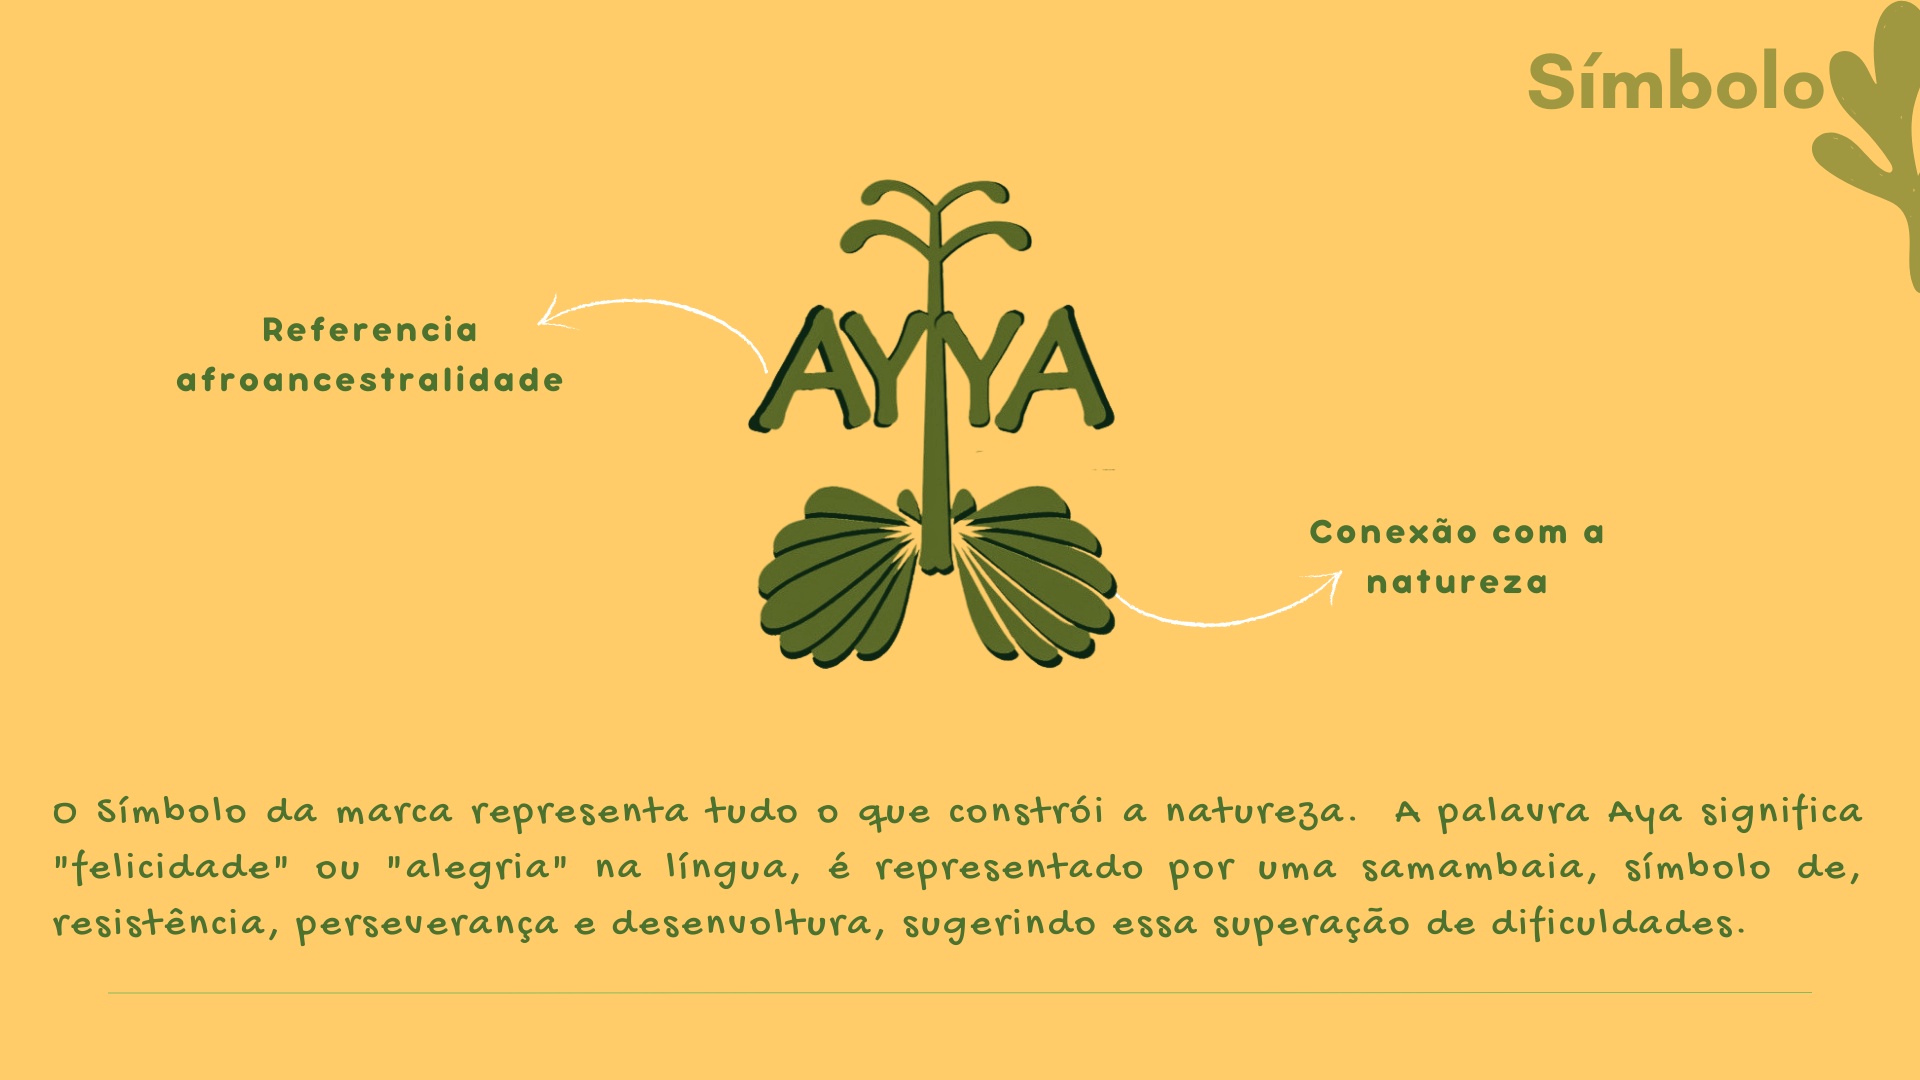 Símbolo
AYYA
Referencia
afroancestralidade
Conexão com a
natureza
O Símbolo da marca representa tudo o que constrói a natureza. A palavra Aya significa
"felicidade" ou "alegria" na língua, é representado por uma samambaia, símbolo de,
resistência, perseverança e desenvoltura, sugerindo essa superação de dificuldades.